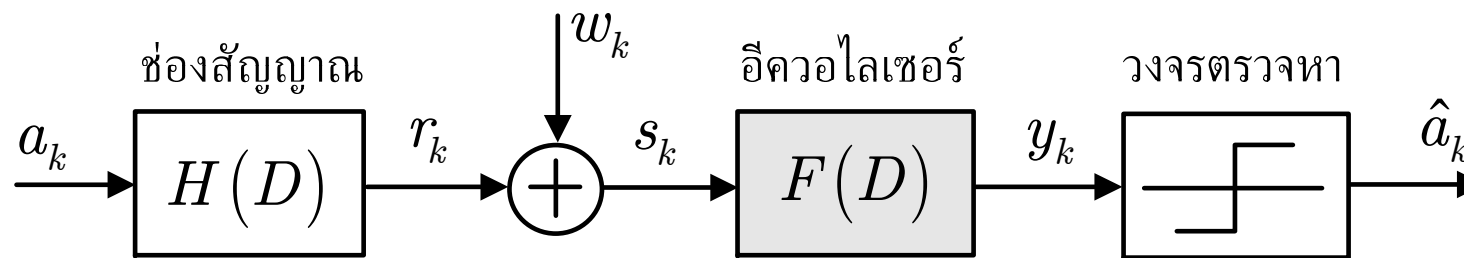 ช่องสัญญาณ
อีควอไลเซอร์
วงจรตรวจหา
a_k
H(D)
r_k
w_k
s_k
F(D)
y_k
â_k